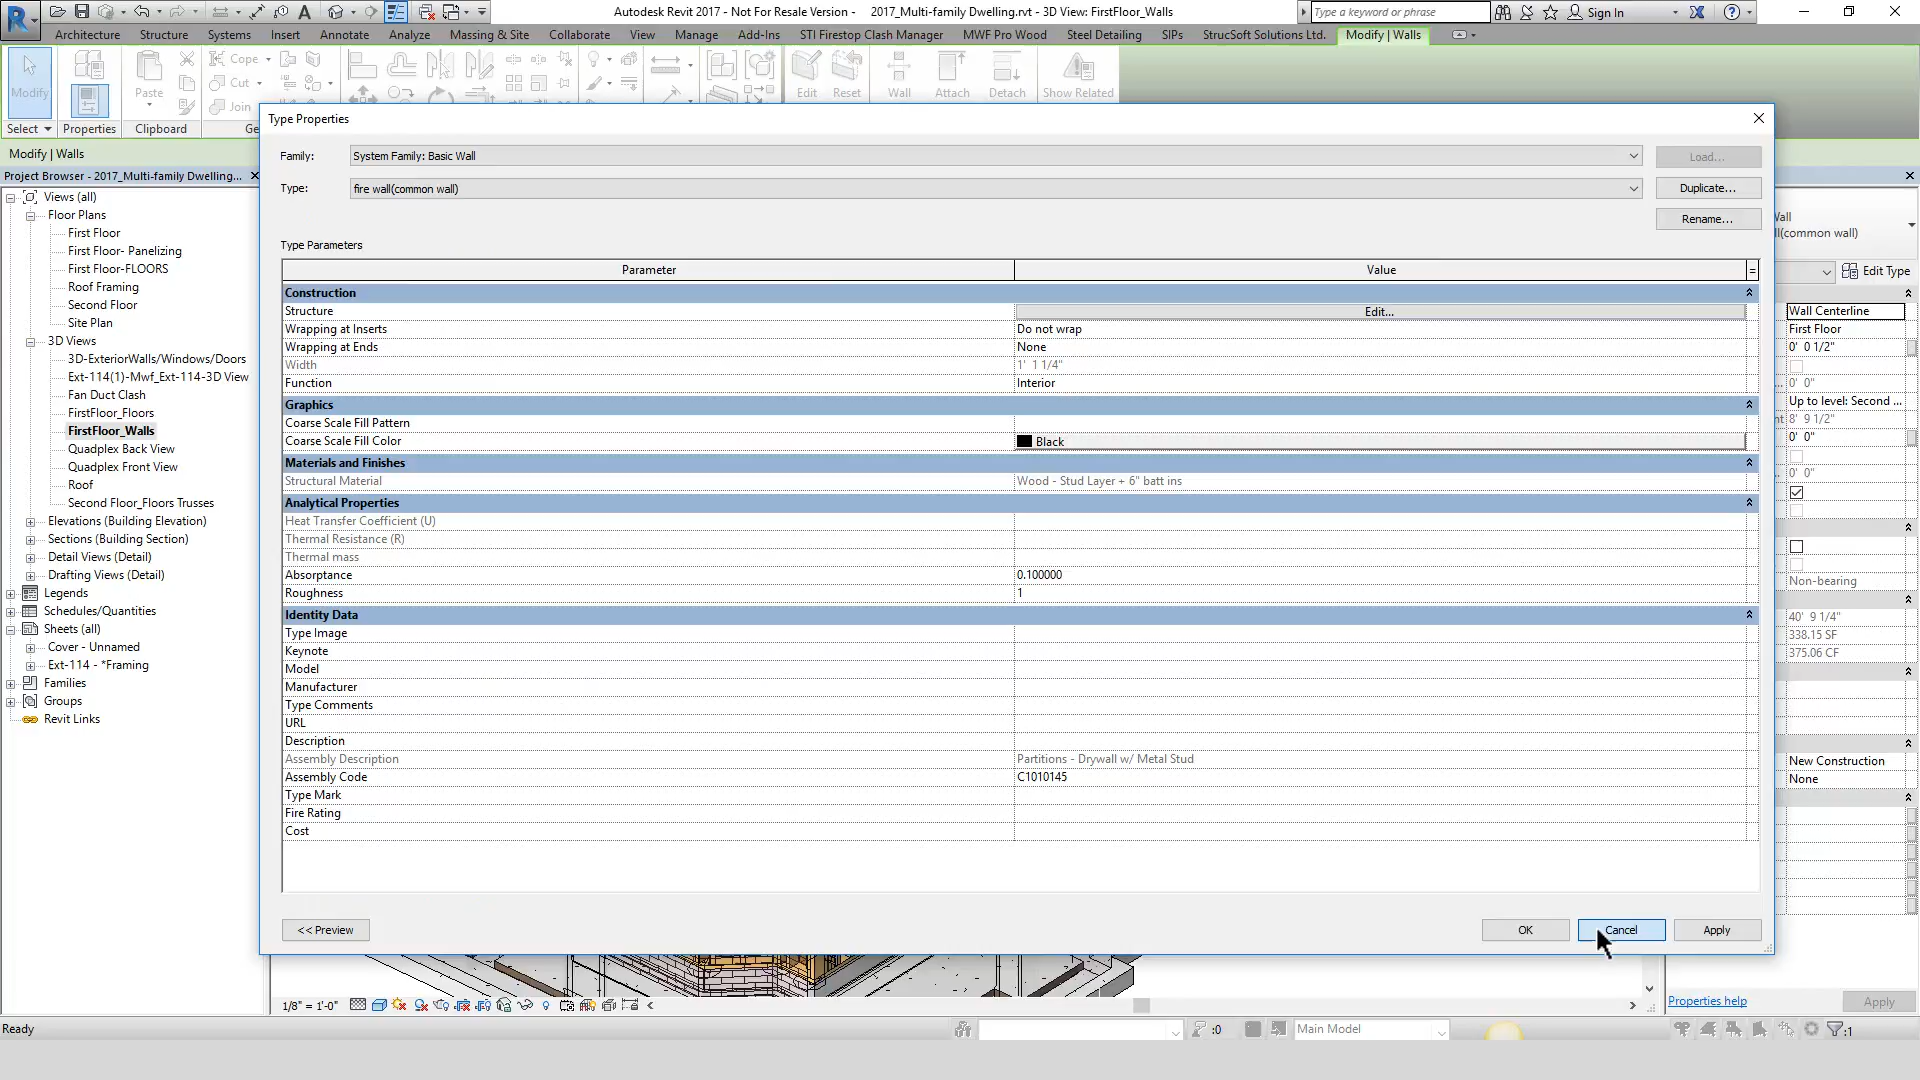 Autodesk Revit 2017 - Not For Resale Version - 2017_Multi-family Dwelling.rvt - 3D View: FirstFloor_Walls
Type a keyword or phrase
Sign In
Architecture Structure Systems Insert Annotate Analyze Massing & Site Collaborate View Manage Add-Ins STI Firestop Clash Manager MWF Pro Wood Steel Detailing SIPs StrucSoft Solutions Ltd. Modify | Walls
Modify
Paste
Cope
Cut
Join
Edit Reset Wall Attach Detach Show Related
Select Properties Clipboard Ge
Modify | Walls
Project Browser - 2017_Multi-family Dwelling...
Views (all)
Floor Plans
First Floor
First Floor- Panelizing
First Floor-FLOORS
Roof Framing
Second Floor
Site Plan
3D Views
3D-ExteriorWalls/Windows/Doors
Ext-114(1)-Mwf_Ext-114-3D View
Fan Duct Clash
FirstFloor_Floors
FirstFloor_Walls
Quadplex Back View
Quadplex Front View
Roof
Second Floor_Floors Trusses
Elevations (Building Elevation)
Sections (Building Section)
Detail Views (Detail)
Drafting Views (Detail)
Legends
Schedules/Quantities
Sheets (all)
Cover - Unnamed
Ext-114 - *Framing
Families
Groups
Revit Links
Type Properties
Family: System Family: Basic Wall Load...
Type: fire wall(common wall) Duplicate...
Rename...
Type Parameters
Parameter Value =
Construction
Structure Edit...
Wrapping at Inserts Do not wrap
Wrapping at Ends None
Width 1' 1 1/4"
Function Interior
Graphics
Coarse Scale Fill Pattern
Coarse Scale Fill Color Black
Materials and Finishes
Structural Material Wood - Stud Layer + 6" batt ins
Analytical Properties
Heat Transfer Coefficient (U)
Thermal Resistance (R)
Thermal mass
Absorptance 0.100000
Roughness 1
Identity Data
Type Image
Keynote
Model
Manufacturer
Type Comments
URL
Description
Assembly Description Partitions - Drywall w/ Metal Stud
Assembly Code C1010145
Type Mark
Fire Rating
Cost
<< Preview OK Cancel Apply
Wall
ll(common wall)
Edit Type
Wall Centerline
First Floor
0' 0 1/2"
0' 0"
Up to level: Second ...
8' 9 1/2"
0' 0"
0' 0"
Non-bearing
40' 9 1/4"
338.15 SF
375.06 CF
New Construction
None
Properties help Apply
1/8" = 1'-0"
Ready
:0
Main Model
:1